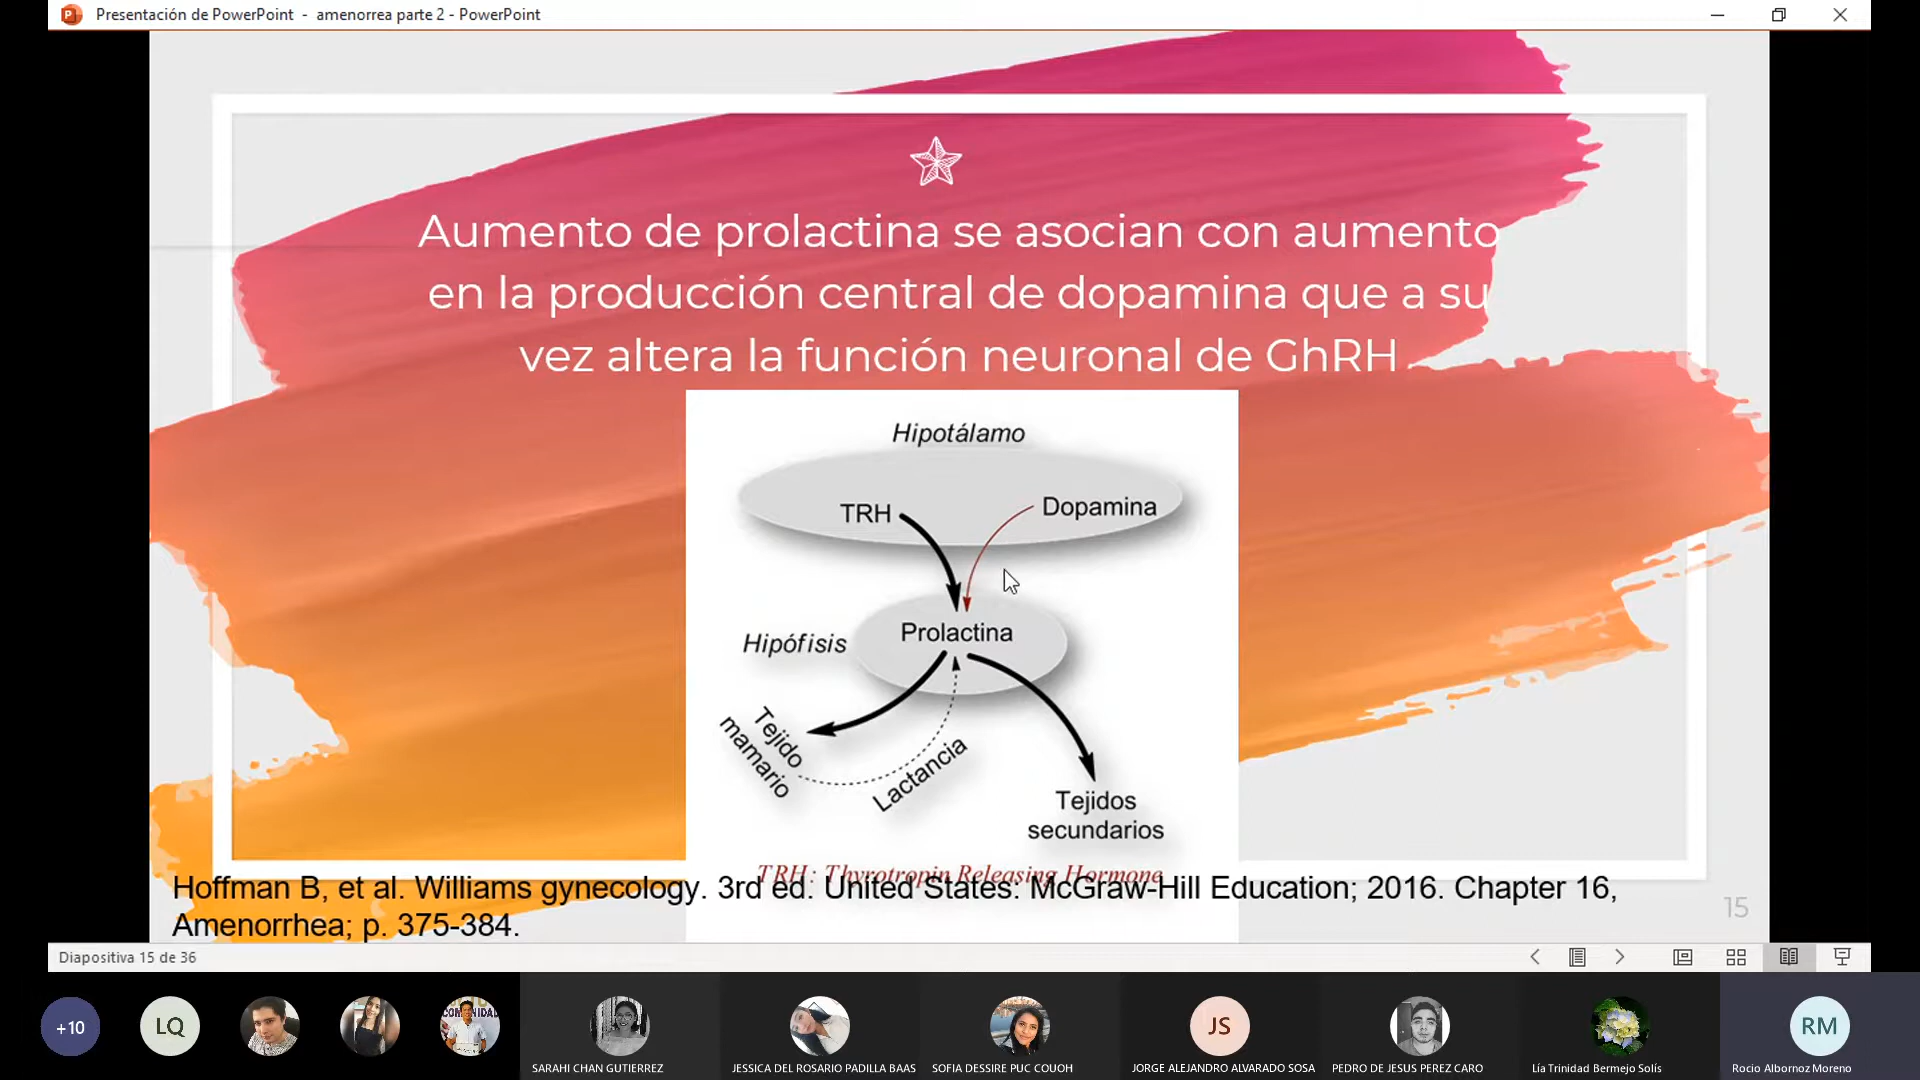 Presentación de PowerPoint - amenorrea parte 2 - PowerPoint
Aumento de prolactina se asocian con aumento
en la producción central de dopamina que a su
vez altera la función neuronal de GhRH
Hipotálamo
TRH
Dopamina
Hipófisis
Prolactina
Tejido
mamario
Lactancia
Tejidos
secundarios
TRH: Thyrotropin Releasing Hormone
Hoffman B, et al. Williams gynecology. 3rd ed. United States: McGraw-Hill Education; 2016. Chapter 16,
Amenorrhea; p. 375-384.
15
Diapositiva 15 de 36
+10
LQ
COMUNIDAD
JS
RM
SARAHI CHAN GUTIERREZ
JESSICA DEL ROSARIO PADILLA BAAS
SOFIA DESSIRE PUC COUOH
JORGE ALEJANDRO ALVARADO SOSA
PEDRO DE JESUS PEREZ CARO
Lía Trinidad Bermejo Solís
Rocio Albornoz Moreno